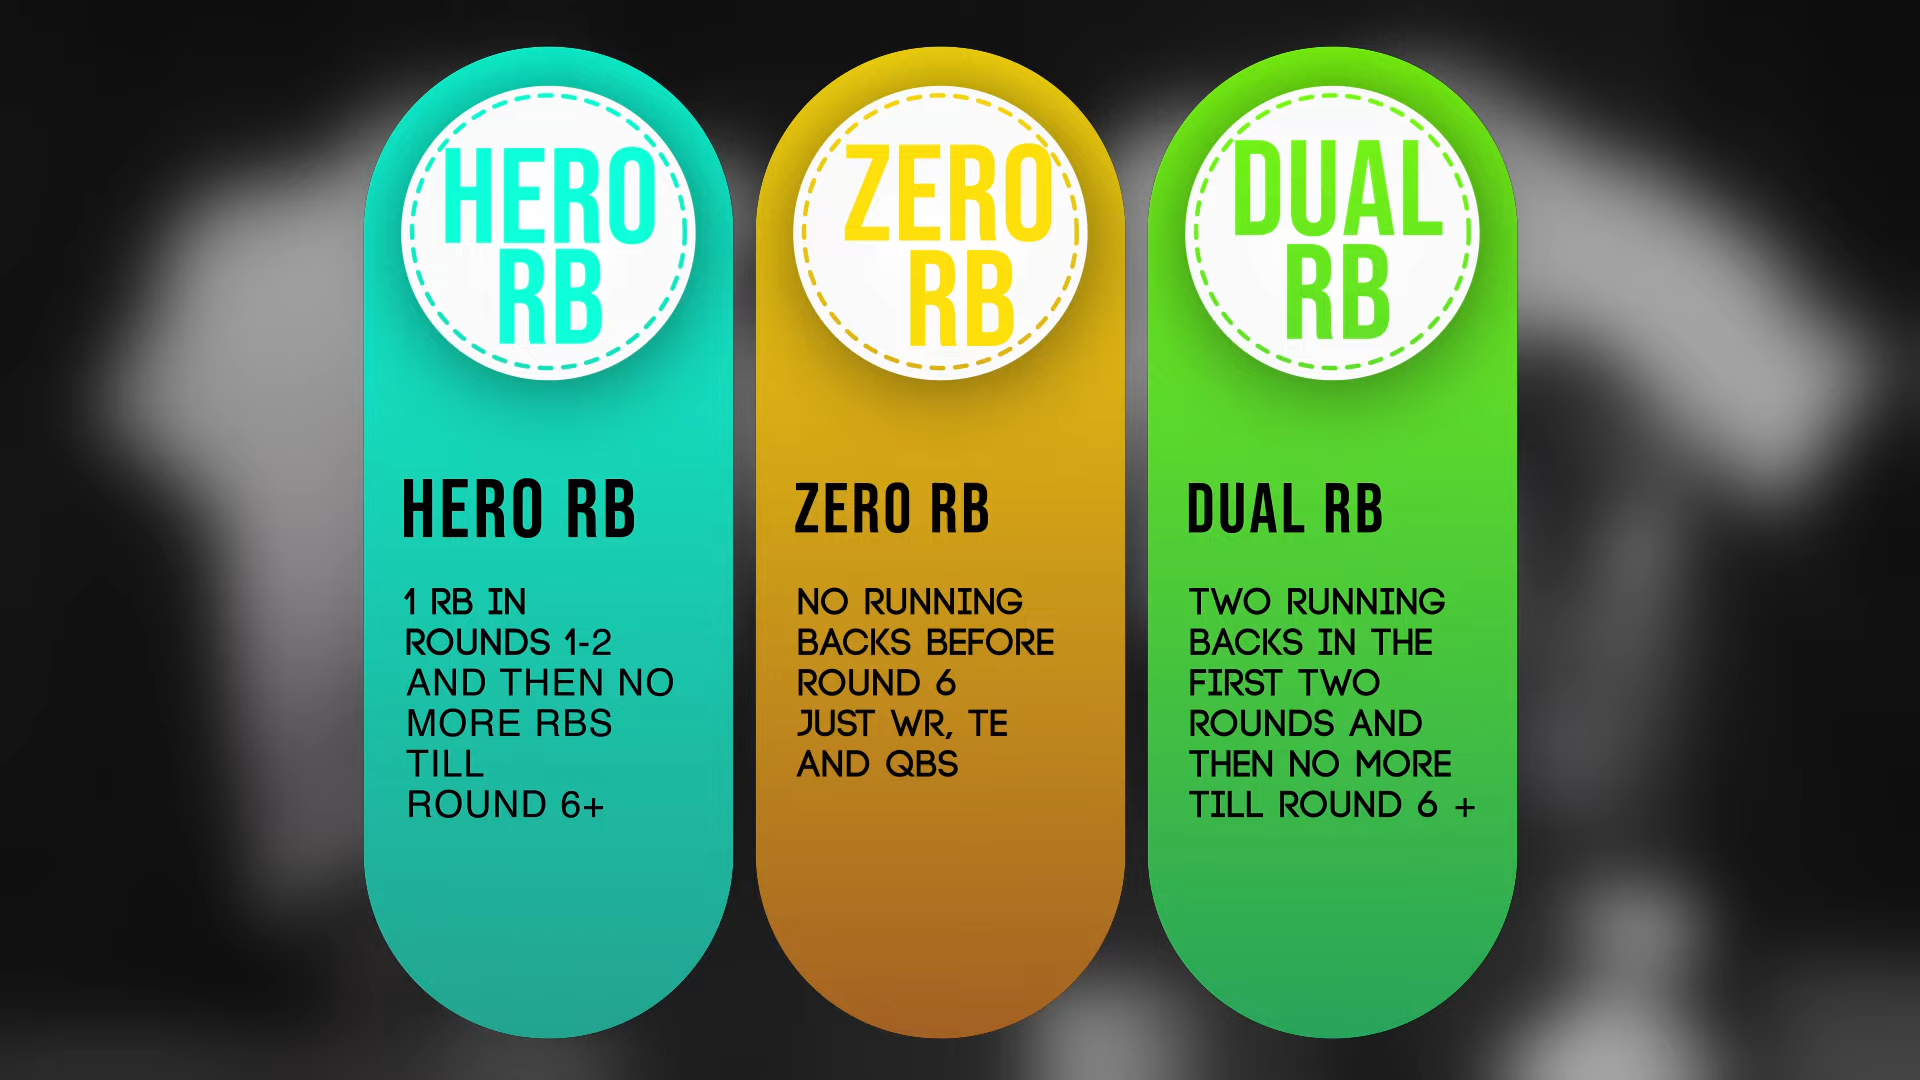 HERO
RB
HERO RB
1 RB IN
ROUNDS 1-2
AND THEN NO
MORE RBS
TILL
ROUND 6+
ZERO
RB
ZERO RB
NO RUNNING
BACKS BEFORE
ROUND 6
JUST WR, TE
AND QBS
DUAL
RB
DUAL RB
TWO RUNNING
BACKS IN THE
FIRST TWO
ROUNDS AND
THEN NO MORE
TILL ROUND 6 +